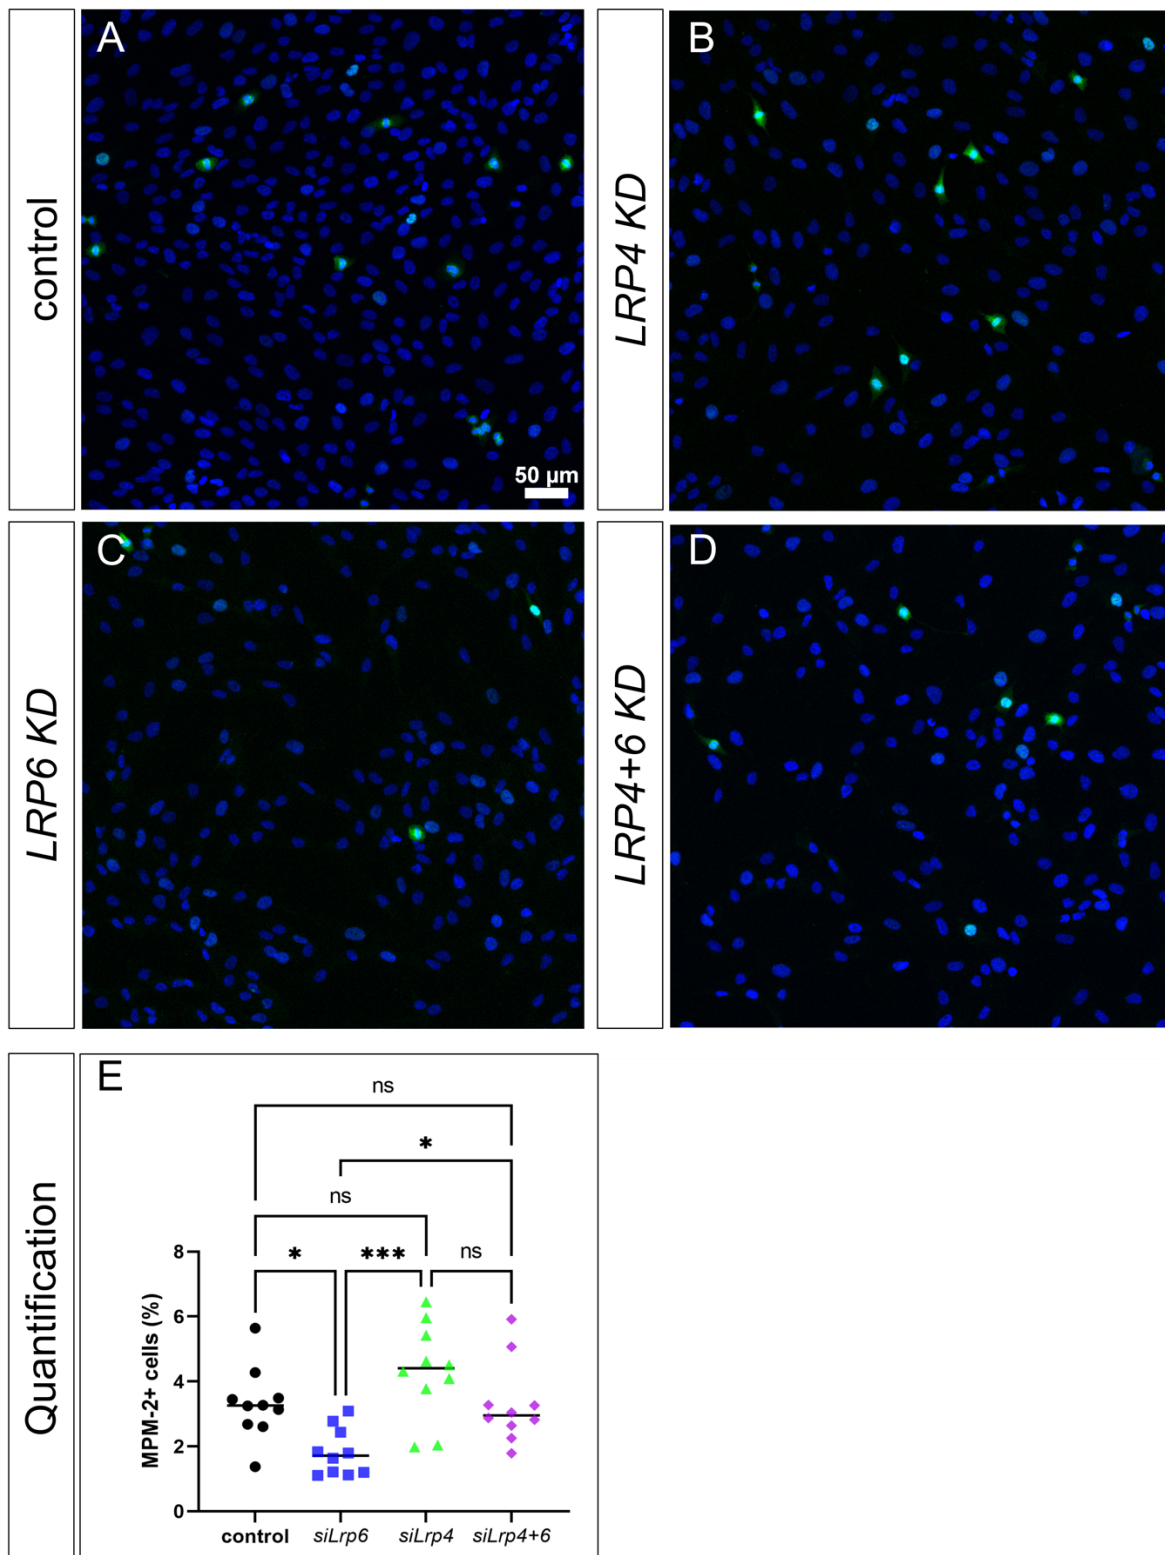 control
A
50 µm
LRP4 KD
B
LRP6 KD
C
LRP4+6 KD
D
Quantification
E
ns
*
ns
* *** ns
MPM-2+ cells (%)
8
6
4
2
0
control siLrp6 siLrp4 siLrp4+6